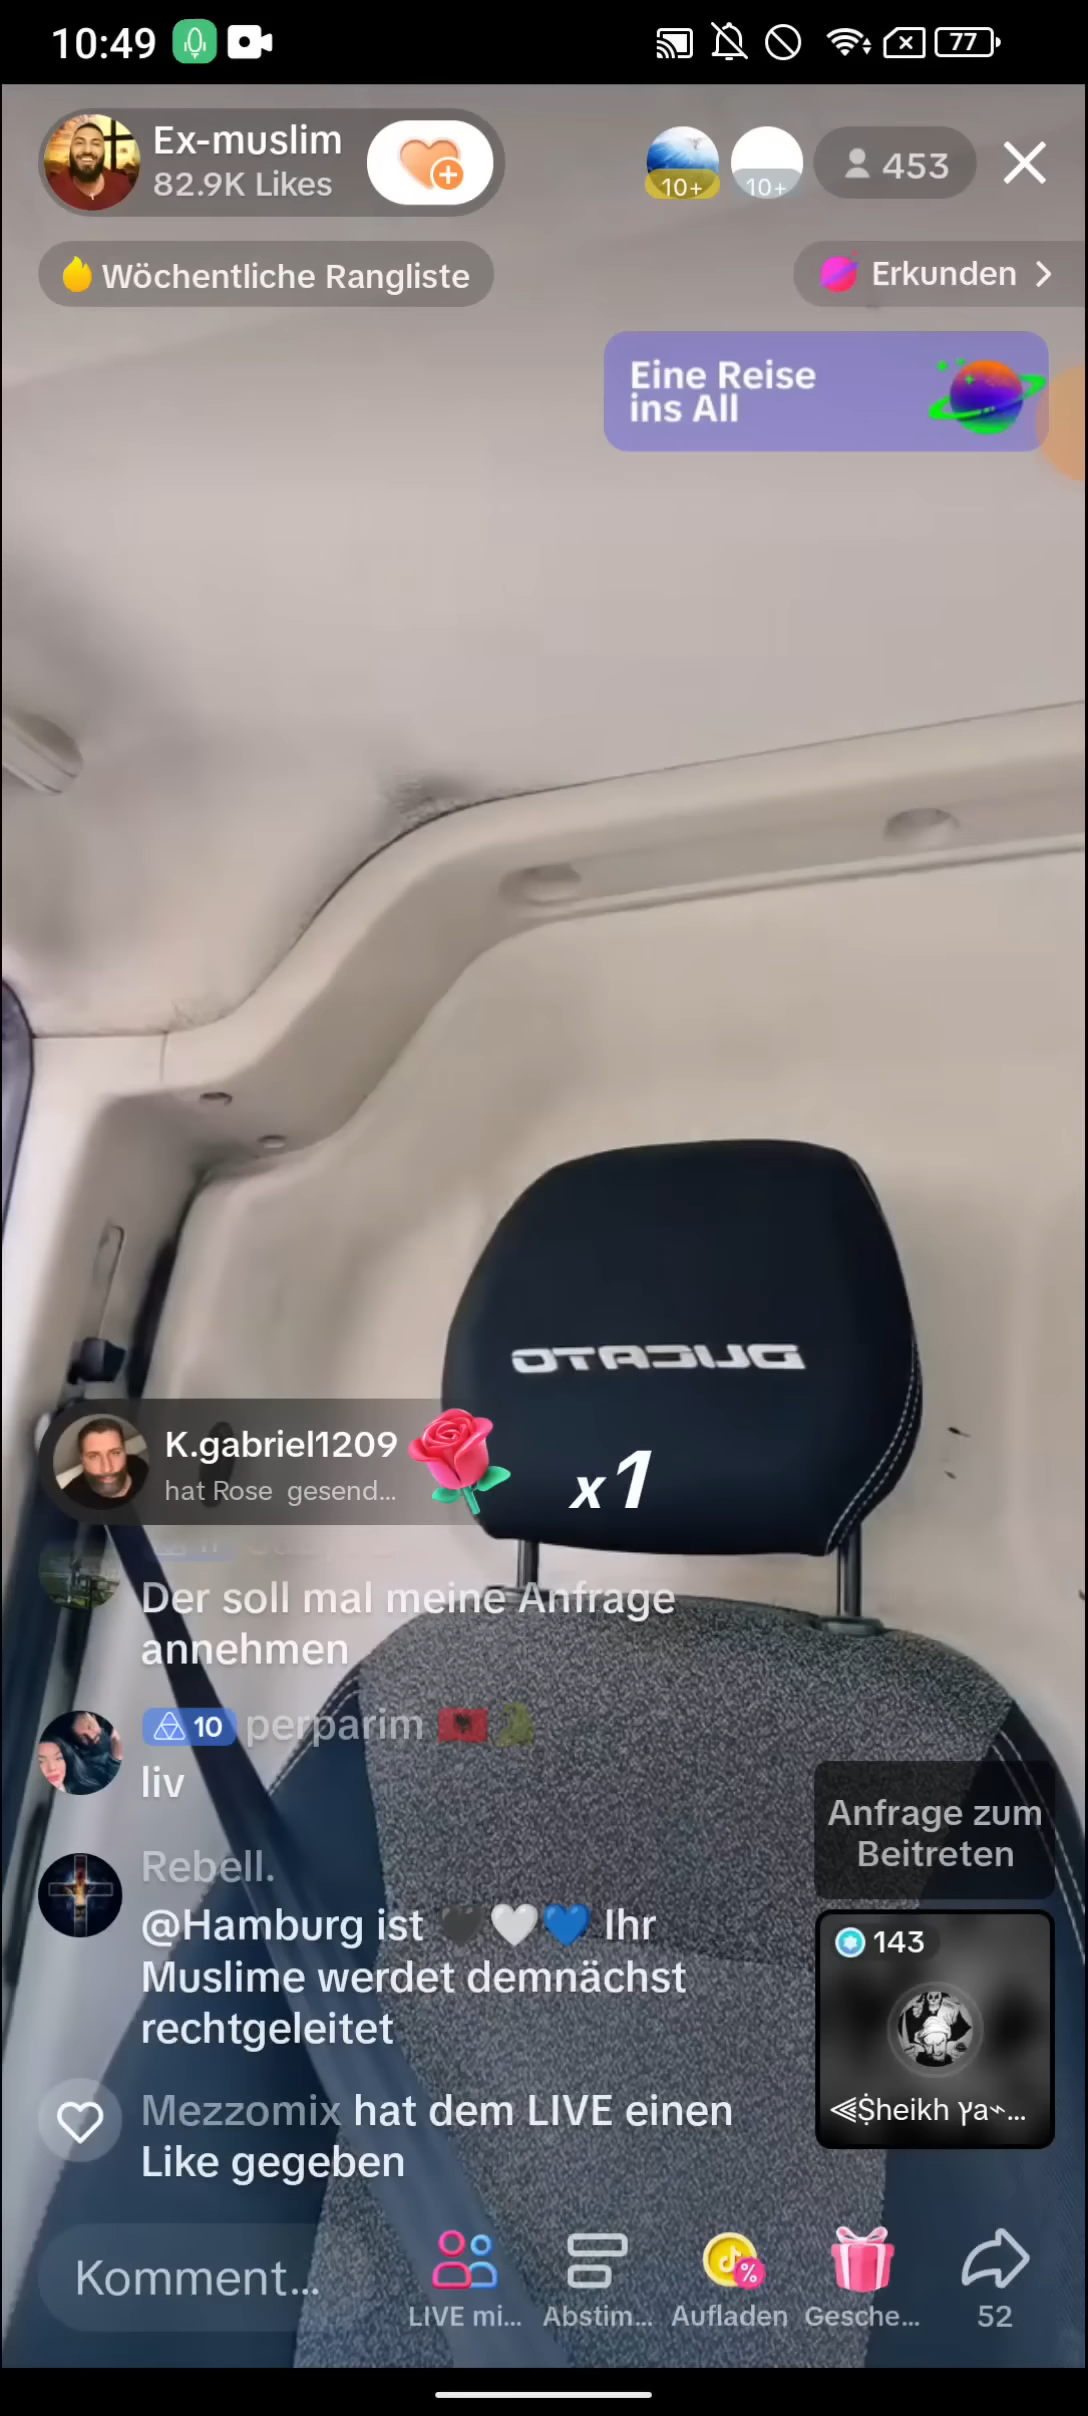 10:49
77
Ex-muslim
82.9K Likes
10+
10+
453
Wöchentliche Rangliste
Erkunden
Eine Reise
ins All
DUCATO
K.gabriel1209
hat Rose gesend...
x1
Der soll mal meine Anfrage
annehmen
10 perparim 🇦🇱🐊
liv
Rebell.
@Hamburg ist 🖤🤍💙 Ihr
Muslime werdet demnächst
rechtgeleitet
Mezzomix hat dem LIVE einen
Like gegeben
Anfrage zum
Beitreten
143
Komment...
LIVE mi...
Abstim...
Aufladen
Gesche...
52